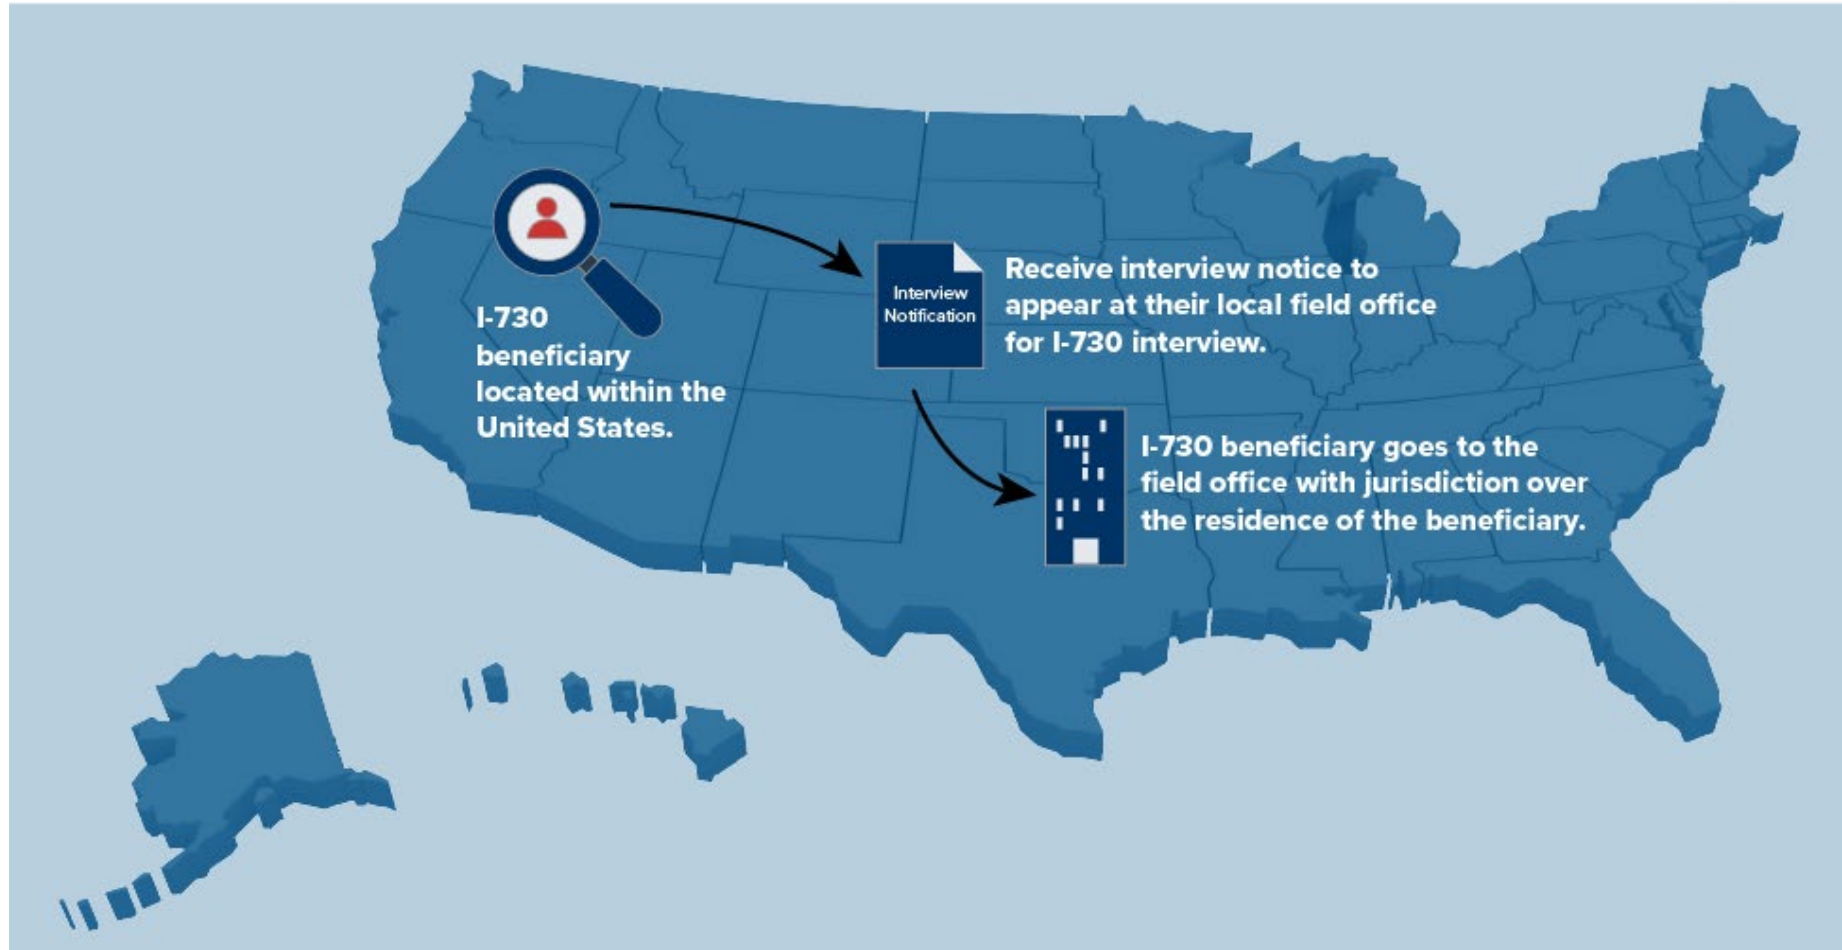 I-730
beneficiary
located within the
United States.
Interview
Notification
Receive interview notice to
appear at their local field office
for I-730 interview.
I-730 beneficiary goes to the
field office with jurisdiction over
the residence of the beneficiary.